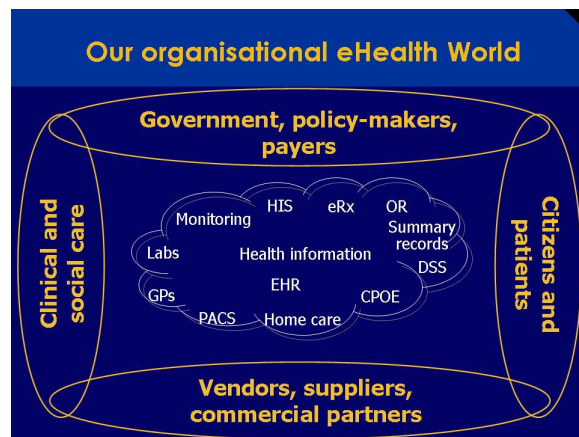 Our organisational eHealth World
Government, policy-makers,
payers
Clinical and
social care
HIS
eRx
OR
Monitoring
Summary
records
Labs
Health information
DSS
EHR
GPs
CPOE
PACS
Home care
Citizens and
patients
Vendors, suppliers,
commercial partners